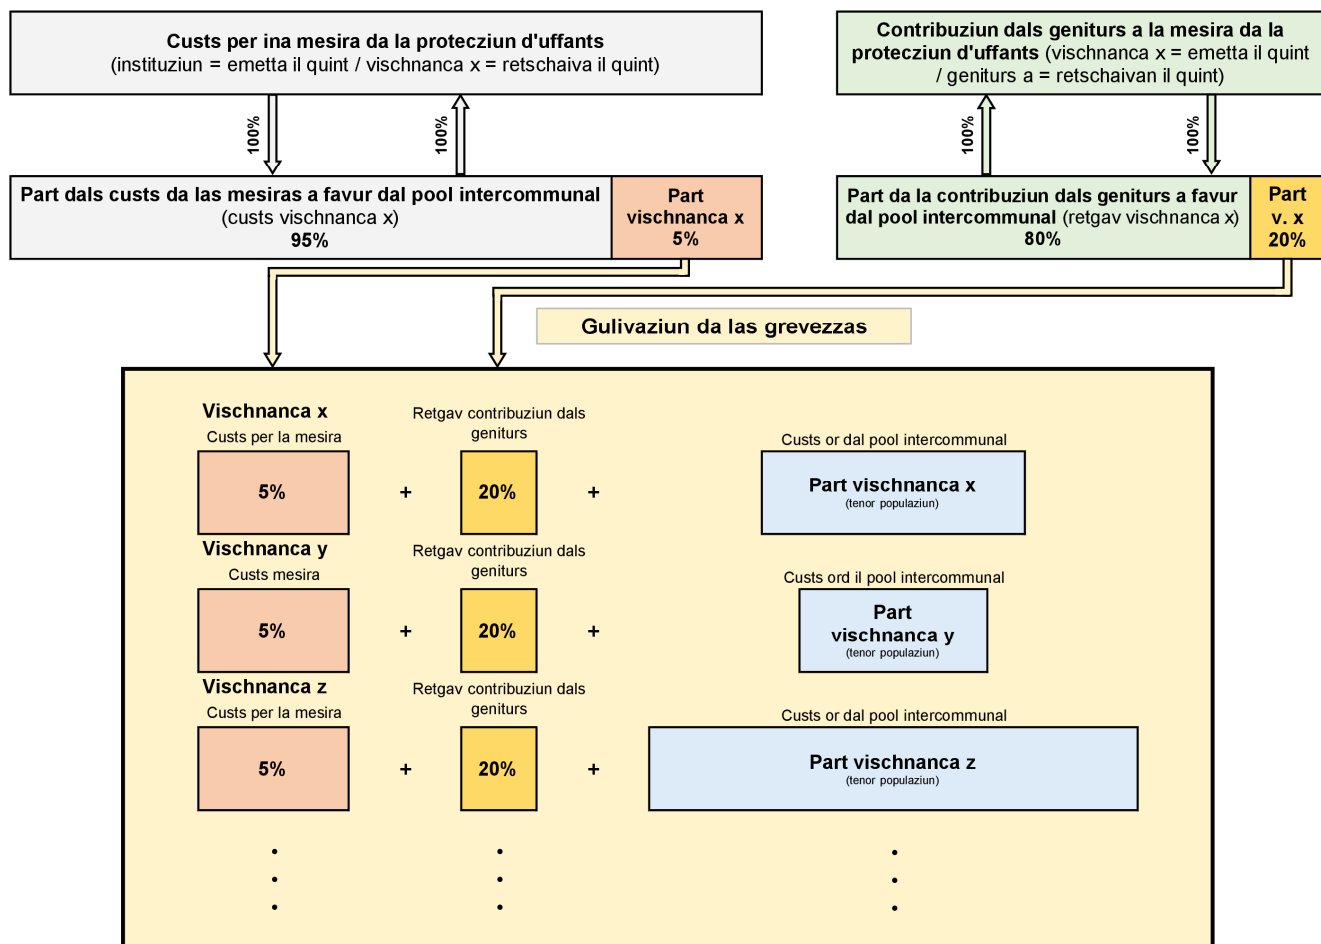 Custs per ina mesira da la protecziun d'uffants
(instituziun = emetta il quint / vischnanca x = retschaiva il quint)
Contribuziun dals geniturs a la mesira da la
protecziun d'uffants (vischnanca x = emetta il quint
/ geniturs a = retschaivan il quint)
100%
100%
100%
100%
Part dals custs da las mesiras a favur dal pool intercommunal
(custs vischnanca x)
95%
Part
vischnanca x
5%
Part da la contribuziun dals geniturs a favur
dal pool intercommunal (retgav vischnanca x)
80%
Part
v. x
20%
Gulivaziun da las grevezzas
Vischnanca x
Custs per la mesira
Retgav contribuziun dals
geniturs
Custs or dal pool intercommunal
5%
+
20%
+
Part vischnanca x
(tenor populaziun)
Vischnanca y
Custs mesira
Retgav contribuziun dals
geniturs
Custs ord il pool intercommunal
5%
+
20%
+
Part
vischnanca y
(tenor populaziun)
Vischnanca z
Custs per la mesira
Retgav contribuziun dals
geniturs
Custs or dal pool intercommunal
5%
+
20%
+
Part vischnanca z
(tenor populaziun)